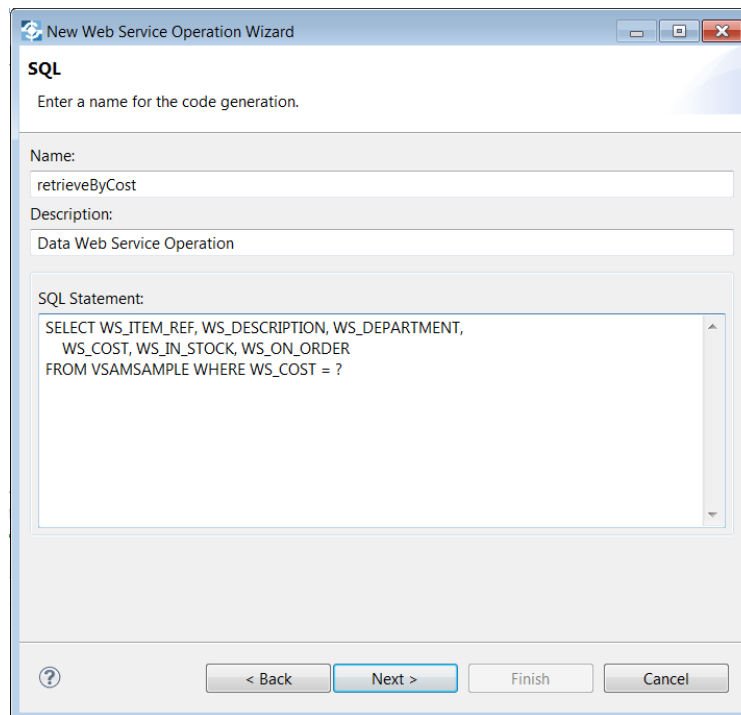 New Web Service Operation Wizard
SQL
Enter a name for the code generation.
Name:
retrieveByCost
Description:
Data Web Service Operation
SQL Statement:
SELECT WS_ITEM_REF, WS_DESCRIPTION, WS_DEPARTMENT,
WS_COST, WS_IN_STOCK, WS_ON_ORDER
FROM VSAMSAMPLE WHERE WS_COST = ?
? < Back Next > Finish Cancel